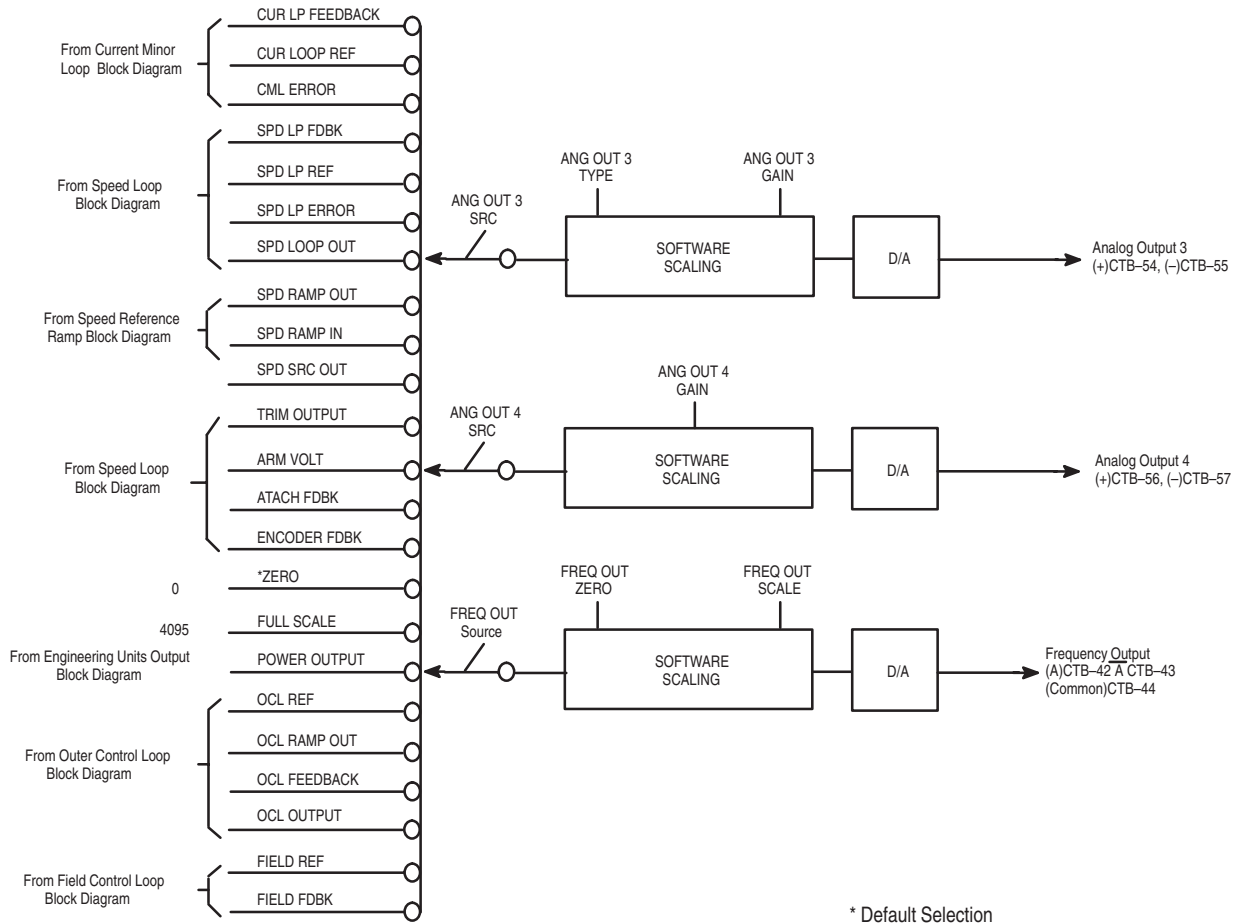 CUR LP FEEDBACK
From Current Minor
Loop Block Diagram
CUR LOOP REF
CML ERROR
SPD LP FDBK
From Speed Loop
Block Diagram
SPD LP REF
SPD LP ERROR
SPD LOOP OUT
ANG OUT 3
SRC
ANG OUT 3
TYPE
ANG OUT 3
GAIN
SOFTWARE
SCALING
D/A
Analog Output 3
(+)CTB–54, (–)CTB–55
SPD RAMP OUT
From Speed Reference
Ramp Block Diagram
SPD RAMP IN
SPD SRC OUT
TRIM OUTPUT
From Speed Loop
Block Diagram
ARM VOLT
ATACH FDBK
ENCODER FDBK
ANG OUT 4
SRC
ANG OUT 4
GAIN
SOFTWARE
SCALING
D/A
Analog Output 4
(+)CTB–56, (–)CTB–57
0
*ZERO
4095
FULL SCALE
From Engineering Units Output
Block Diagram
POWER OUTPUT
FREQ OUT
Source
FREQ OUT
ZERO
FREQ OUT
SCALE
SOFTWARE
SCALING
D/A
Frequency Output
(A)CTB–42 A̅ CTB–43
(Common)CTB–44
OCL REF
From Outer Control Loop
Block Diagram
OCL RAMP OUT
OCL FEEDBACK
OCL OUTPUT
FIELD REF
From Field Control Loop
Block Diagram
FIELD FDBK
* Default Selection